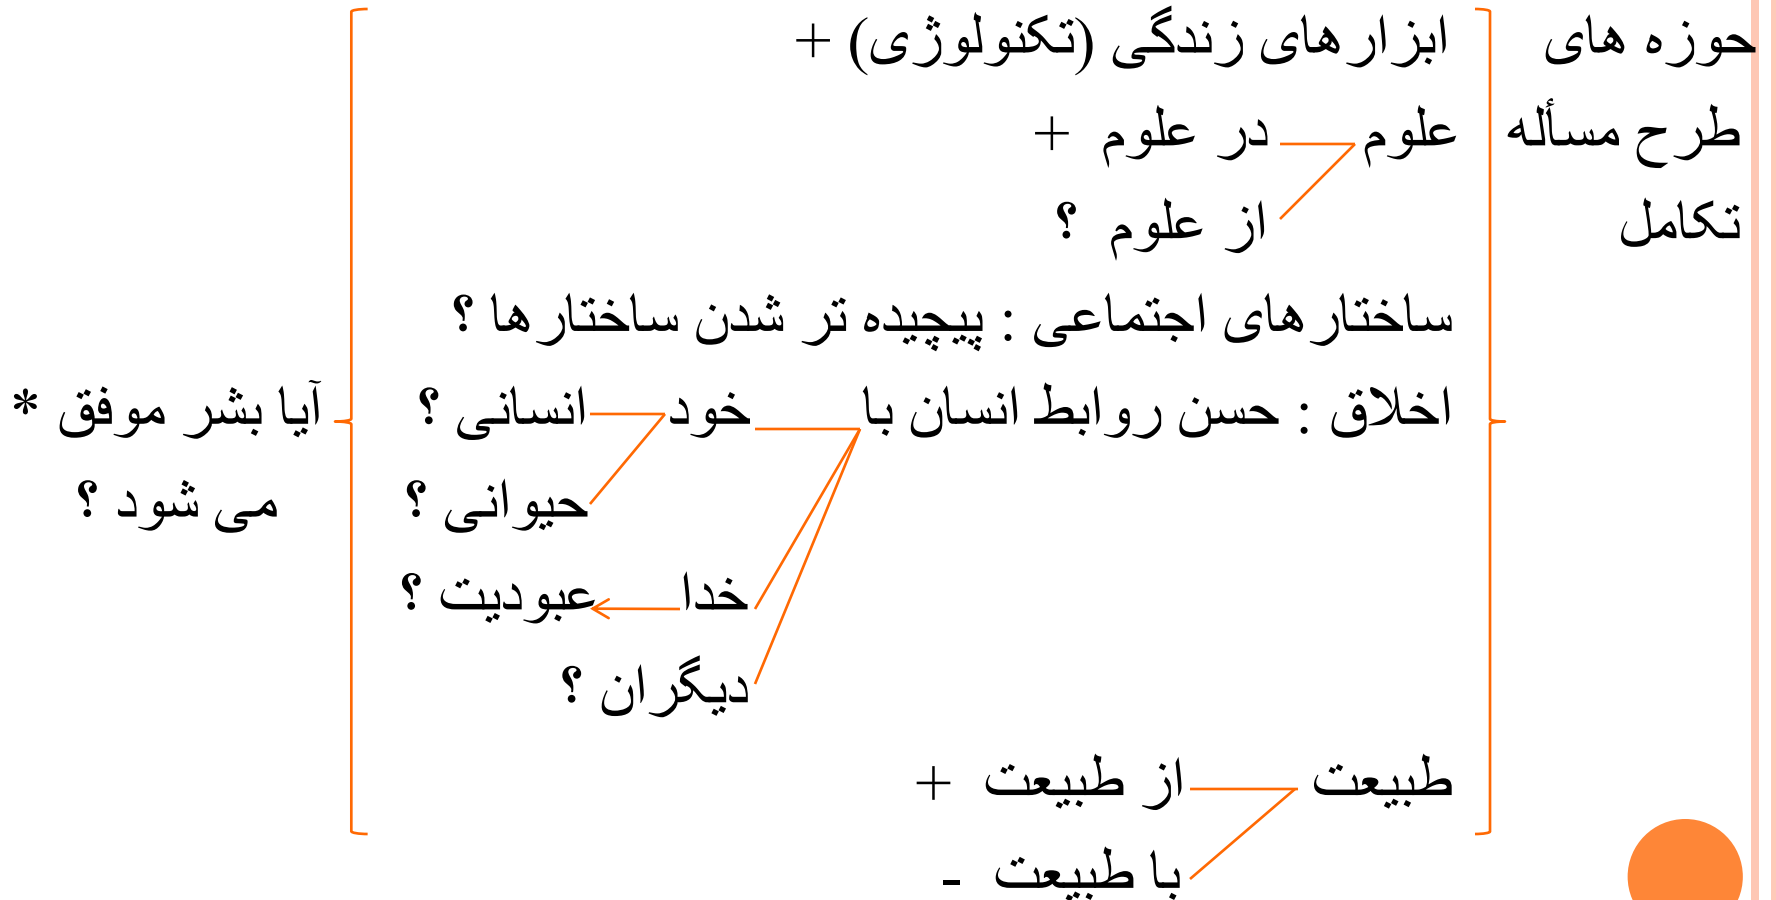 حوزه های ابزارهای زندگی (تکنولوژی) +
طرح مسأله علوم در علوم +
تکامل از علوم ؟
ساختارهای اجتماعی : پیچیده تر شدن ساختارها ؟
اخلاق : حسن روابط انسان با خود انسانی ؟ آیا بشر موفق *
حیوانی ؟ می شود ؟
خدا عبودیت ؟
دیگران ؟
طبیعت از طبیعت +
با طبیعت -